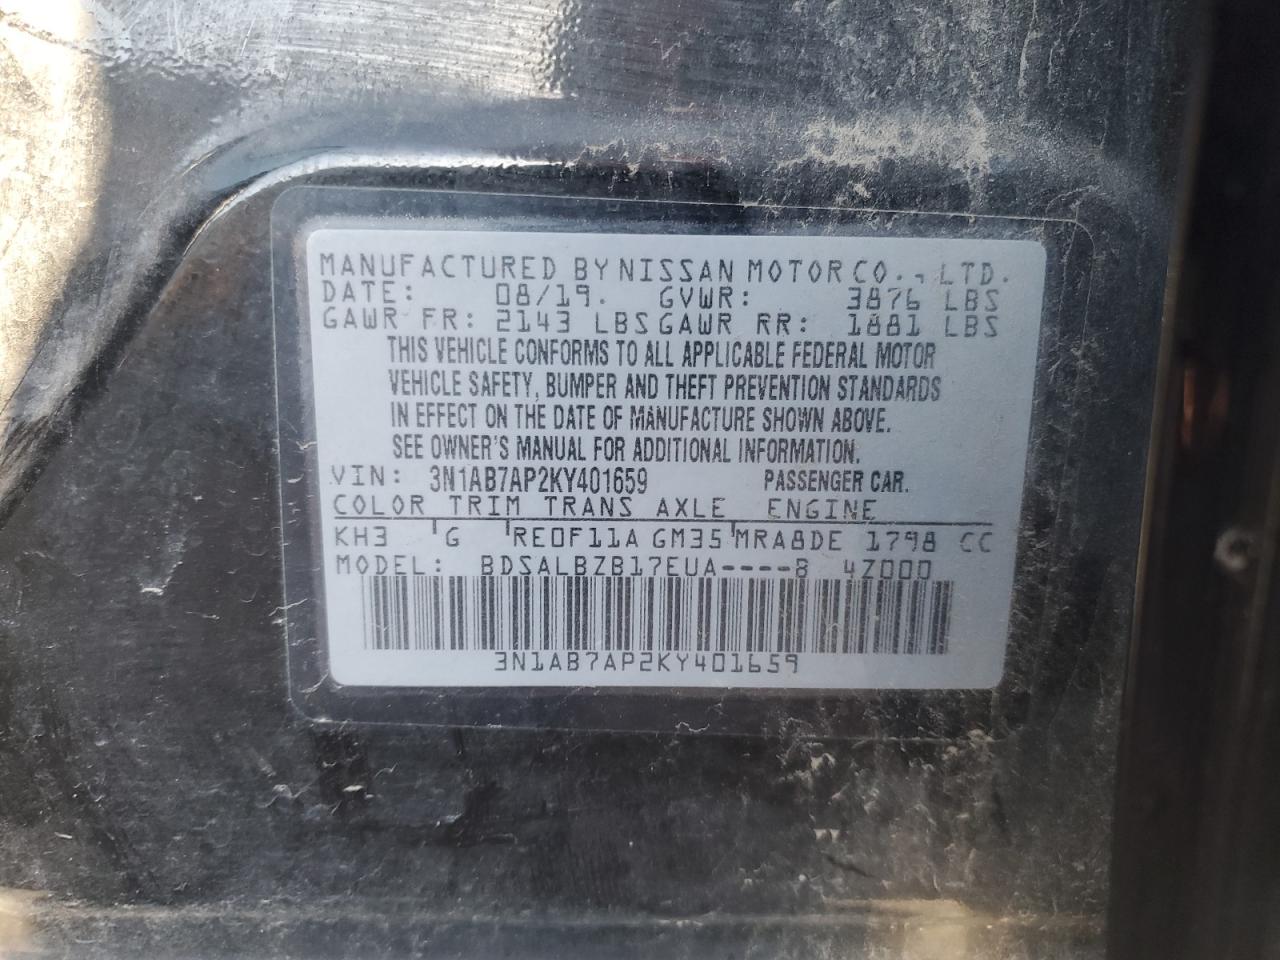 MANUFACTURED BY NISSAN MOTOR CO., LTD.
DATE: 08/19. GVWR: 3876 LBS
GAWR FR: 2143 LBS GAWR RR: 1881 LBS
THIS VEHICLE CONFORMS TO ALL APPLICABLE FEDERAL MOTOR
VEHICLE SAFETY, BUMPER AND THEFT PREVENTION STANDARDS
IN EFFECT ON THE DATE OF MANUFACTURE SHOWN ABOVE.
SEE OWNER'S MANUAL FOR ADDITIONAL INFORMATION.
VIN: 3N1AB7AP2KY401659 PASSENGER CAR.
COLOR TRIM TRANS AXLE ENGINE
KH3 G RE0F11A GM35 MRA8DE 1798 CC
MODEL: BDSALBZB17EUA----B 4Z000
3N1AB7AP2KY401659